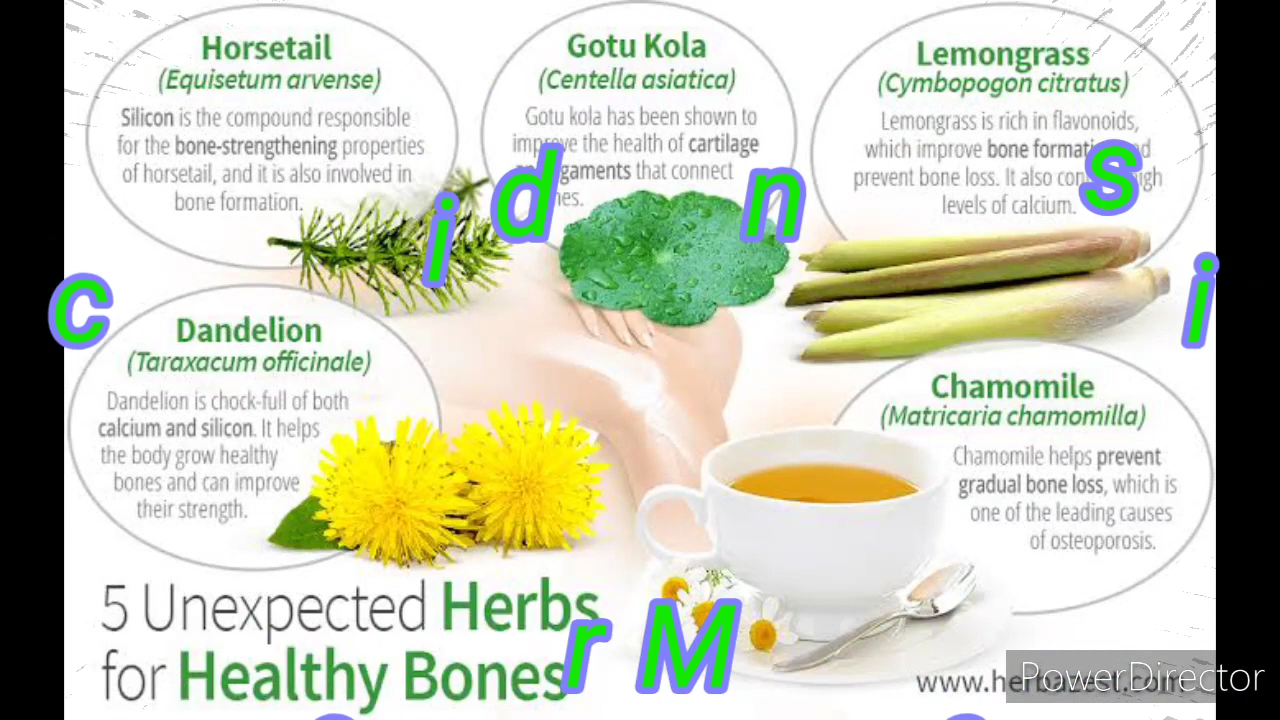 Horsetail
(Equisetum arvense)
Silicon is the compound responsible
for the bone-strengthening properties
of horsetail, and it is also involved in
bone formation.
Gotu Kola
(Centella asiatica)
Gotu kola has been shown to
improve the health of cartilage
that connect
Lemongrass
(Cymbopogon citratus)
Lemongrass is rich in flavonoids,
which improve bone
prevent bone loss. It also
levels of calcium.
i
d
n
s
c
i
Dandelion
(Taraxacum officinale)
Dandelion is chock-full of both
calcium and silicon. It helps
the body grow healthy
bones and can improve
their strength.
Chamomile
(Matricaria chamomilla)
Chamomile helps prevent
gradual bone loss, which is
one of the leading causes
of osteoporosis.
5 Unexpected Herbs
for Healthy Bones
r M
PowerDirector